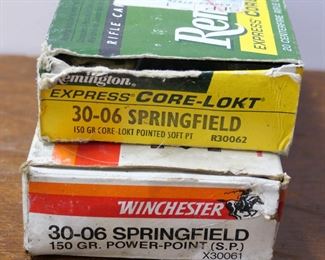 RIFLE CA
Rem
EXPRESS CORE
20 CENTERFIRE RIFLE
Remington
EXPRESS CORE-LOKT
30-06 SPRINGFIELD
150 GR CORE-LOKT POINTED SOFT PT R30062
WINCHESTER
30-06 SPRINGFIELD
150 GR. POWER-POINT (S.P.)
X30061